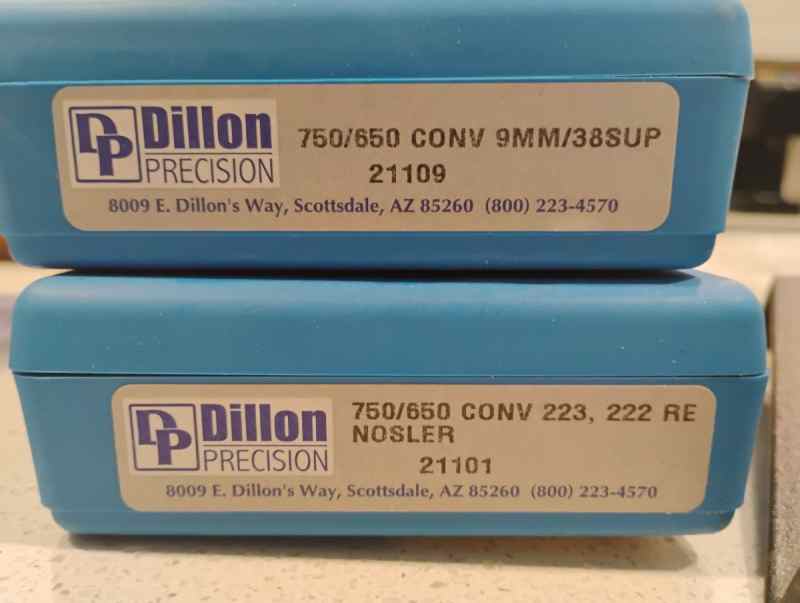 DP Dillon
PRECISION
750/650 CONV 9MM/38SUP
21109
8009 E. Dillon's Way, Scottsdale, AZ 85260 (800) 223-4570
DP Dillon
PRECISION
750/650 CONV 223, 222 RE
NOSLER
21101
8009 E. Dillon's Way, Scottsdale, AZ 85260 (800) 223-4570